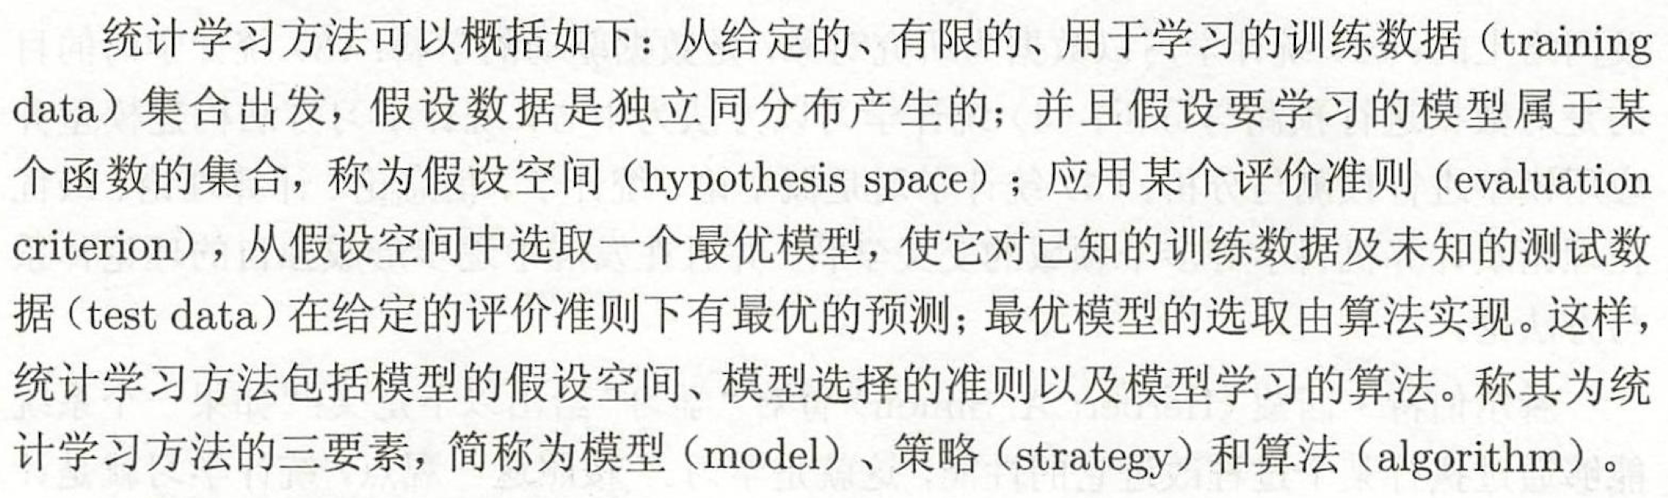 统计学习方法可以概括如下：从给定的、有限的、用于学习的训练数据（training
data）集合出发，假设数据是独立同分布产生的；并且假设要学习的模型属于某
个函数的集合，称为假设空间（hypothesis space）；应用某个评价准则（evaluation
criterion），从假设空间中选取一个最优模型，使它对已知的训练数据及未知的测试数
据（test data）在给定的评价准则下有最优的预测；最优模型的选取由算法实现。这样，
统计学习方法包括模型的假设空间、模型选择的准则以及模型学习的算法。称其为统
计学习方法的三要素，简称为模型（model）、策略（strategy）和算法（algorithm）。